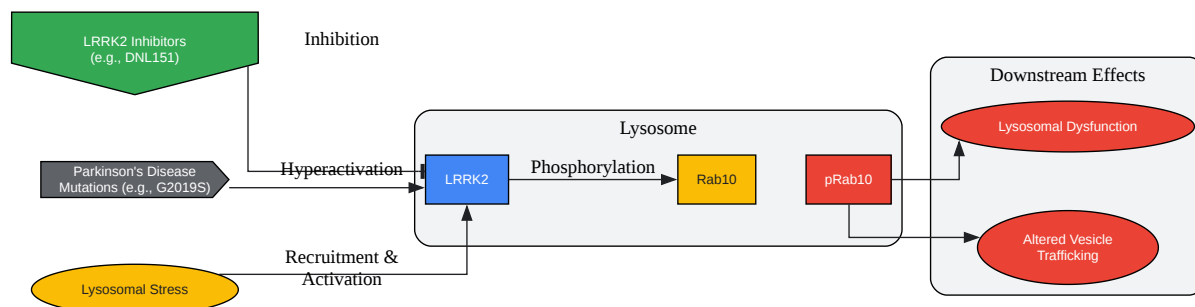 LRRK2 Inhibitors
(e.g., DNL151)
Inhibition
Parkinson's Disease
Mutations (e.g., G2019S)
Hyperactivation
Lysosomal Stress
Recruitment &
Activation
Lysosome
LRRK2
Phosphorylation
Rab10
pRab10
Downstream Effects
Lysosomal Dysfunction
Altered Vesicle
Trafficking